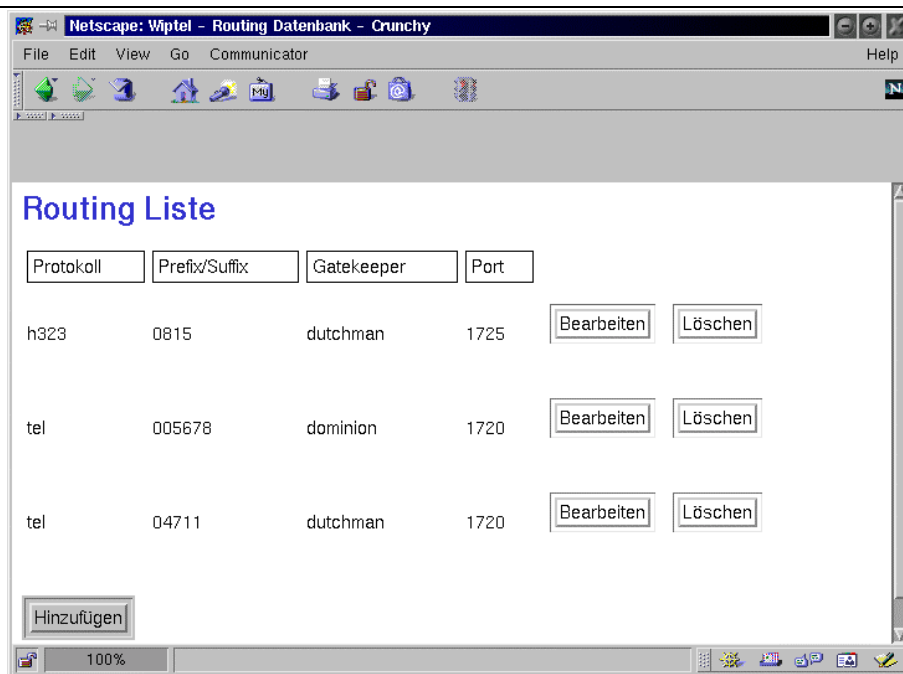 Netscape: Wiptel - Routing Datenbank - Crunchy
File Edit View Go Communicator Help
My
N
Routing Liste
Protokoll Prefix/Suffix Gatekeeper Port
h323 0815 dutchman 1725 Bearbeiten Löschen
tel 005678 dominion 1720 Bearbeiten Löschen
tel 04711 dutchman 1720 Bearbeiten Löschen
Hinzufügen
100%